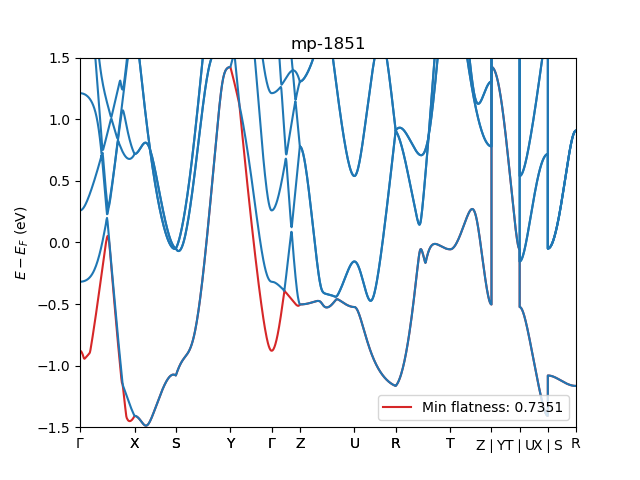 mp-1851
E − E_F (eV)
1.5
1.0
0.5
0.0
−0.5
−1.0
−1.5
Min flatness: 0.7351
Γ X S Y Γ Z U R T Z | YT | UX | S R